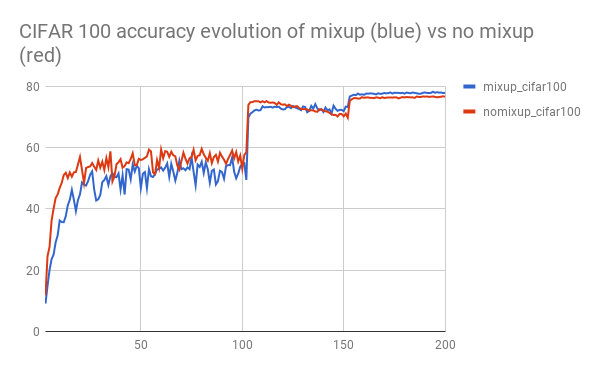 CIFAR 100 accuracy evolution of mixup (blue) vs no mixup
(red)
80
60
40
20
0
50
100
150
200
mixup_cifar100
nomixup_cifar100